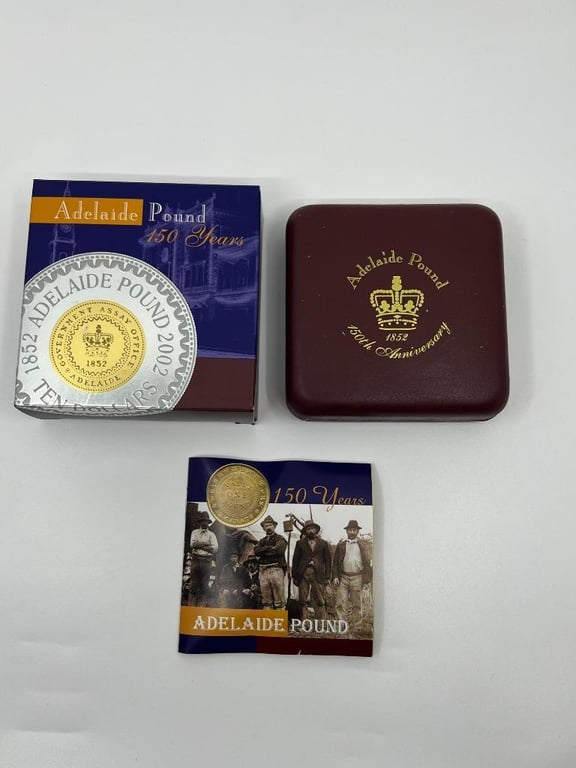 Adelaide Pound
150 Years
1852 ADELAIDE POUND 2002
TEN DOLLARS
GOVERNMENT ASSAY OFFICE
1852
ADELAIDE
Adelaide Pound
1852
150th Anniversary
150 Years
ONE
ADELAIDE POUND